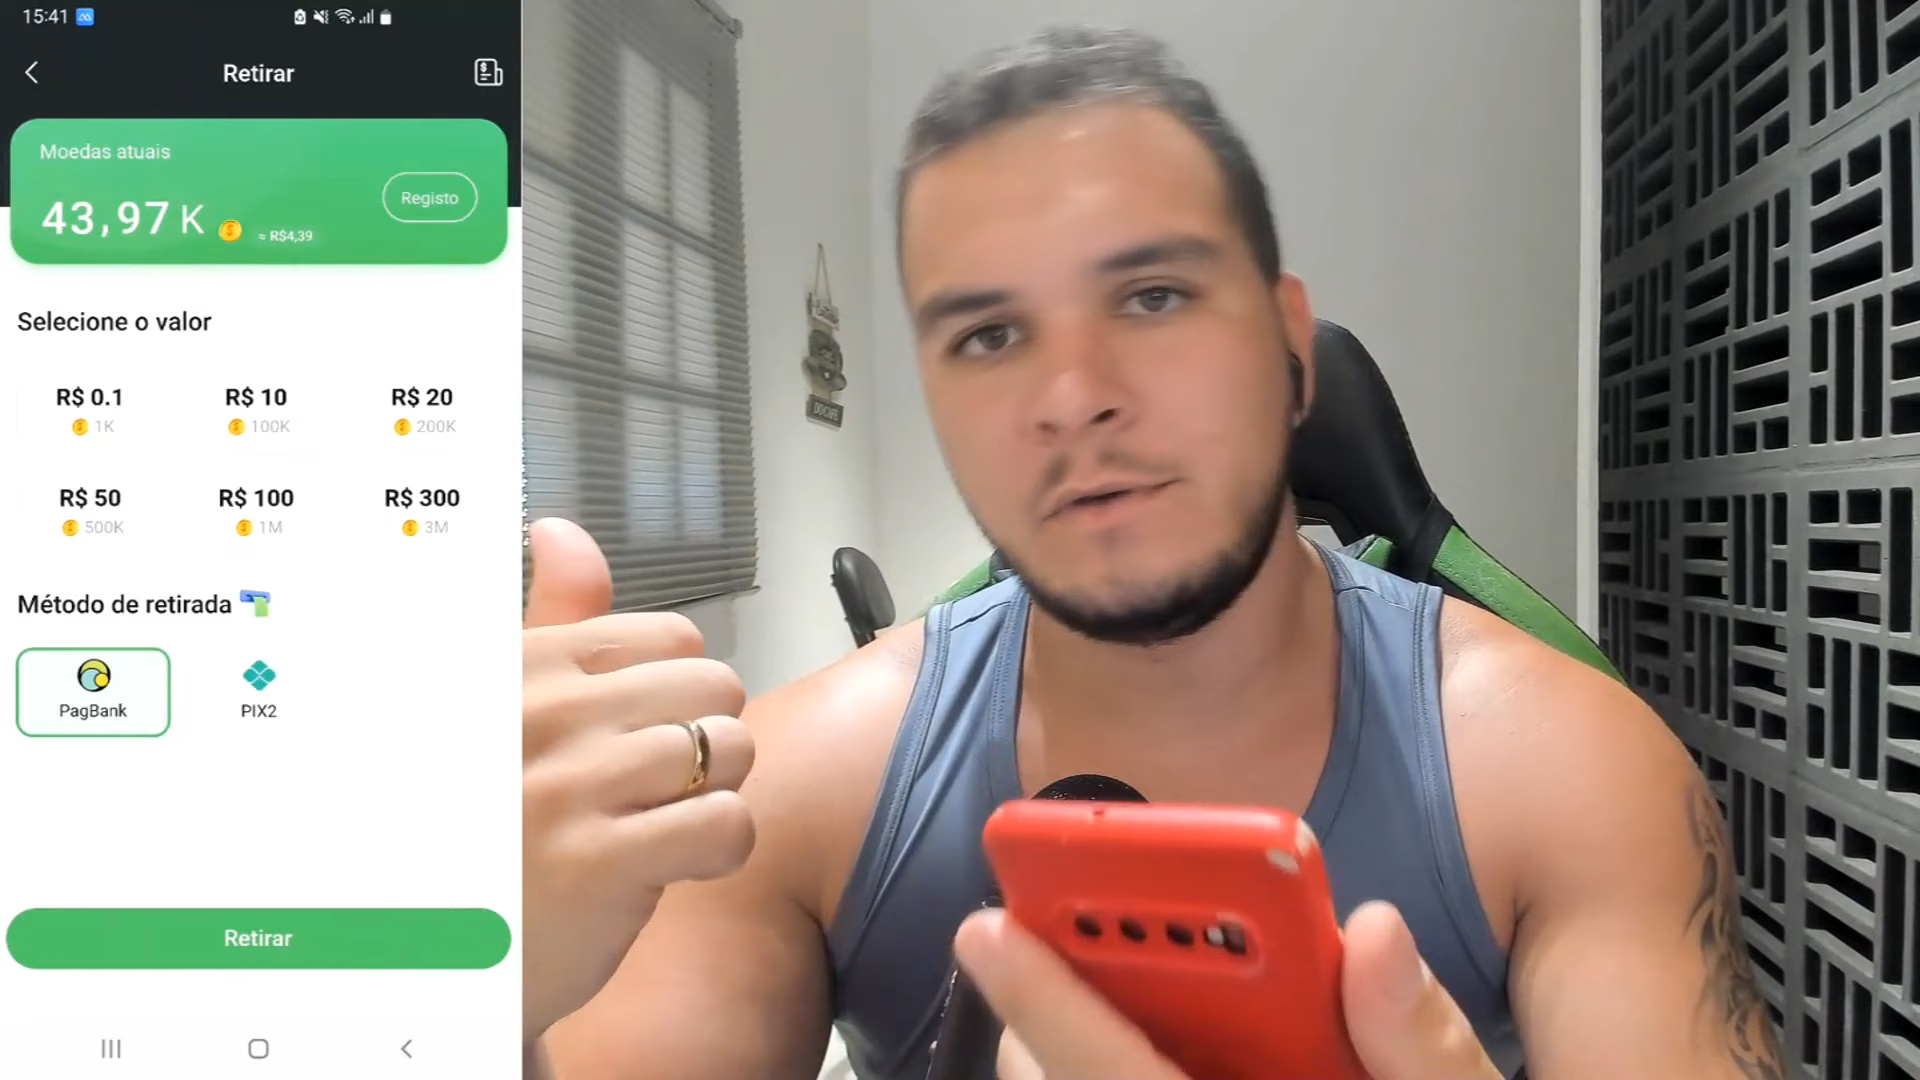 15:41
Retirar
Moedas atuais
43,97 K ≈ R$4,39
Registo
Selecione o valor
R$ 0.1 R$ 10 R$ 20
1K 100K 200K
R$ 50 R$ 100 R$ 300
500K 1M 3M
Método de retirada
PagBank PIX2
Retirar